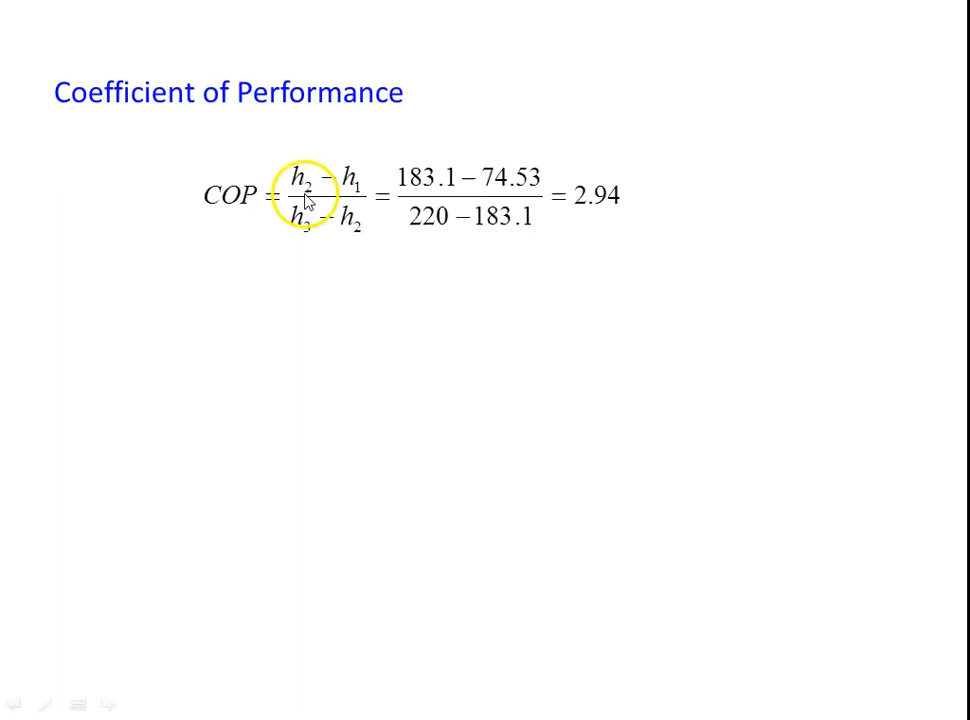 Coefficient of Performance
COP = h₂ − h₁ / h₃ − h₂ = 183.1 − 74.53 / 220 − 183.1 = 2.94